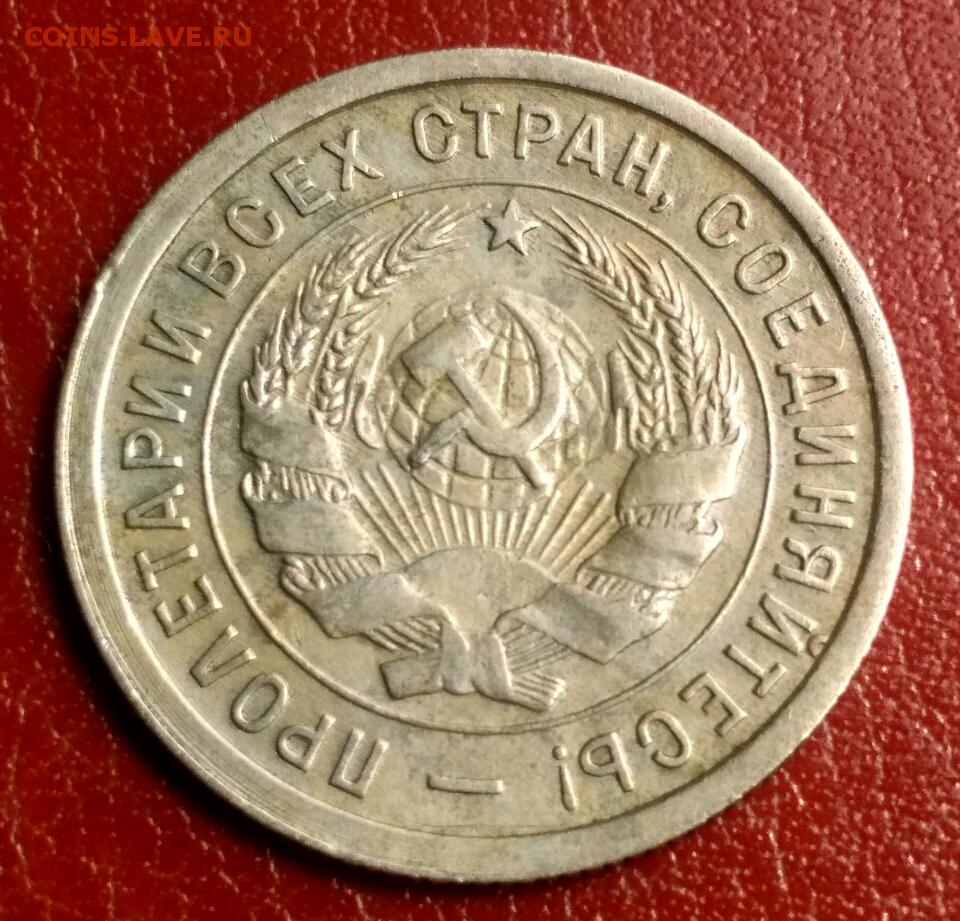 COINS.LAVE.RU
ПРОЛЕТАРИИ ВСЕХ СТРАН, СОЕДИНЯЙТЕСЬ! —